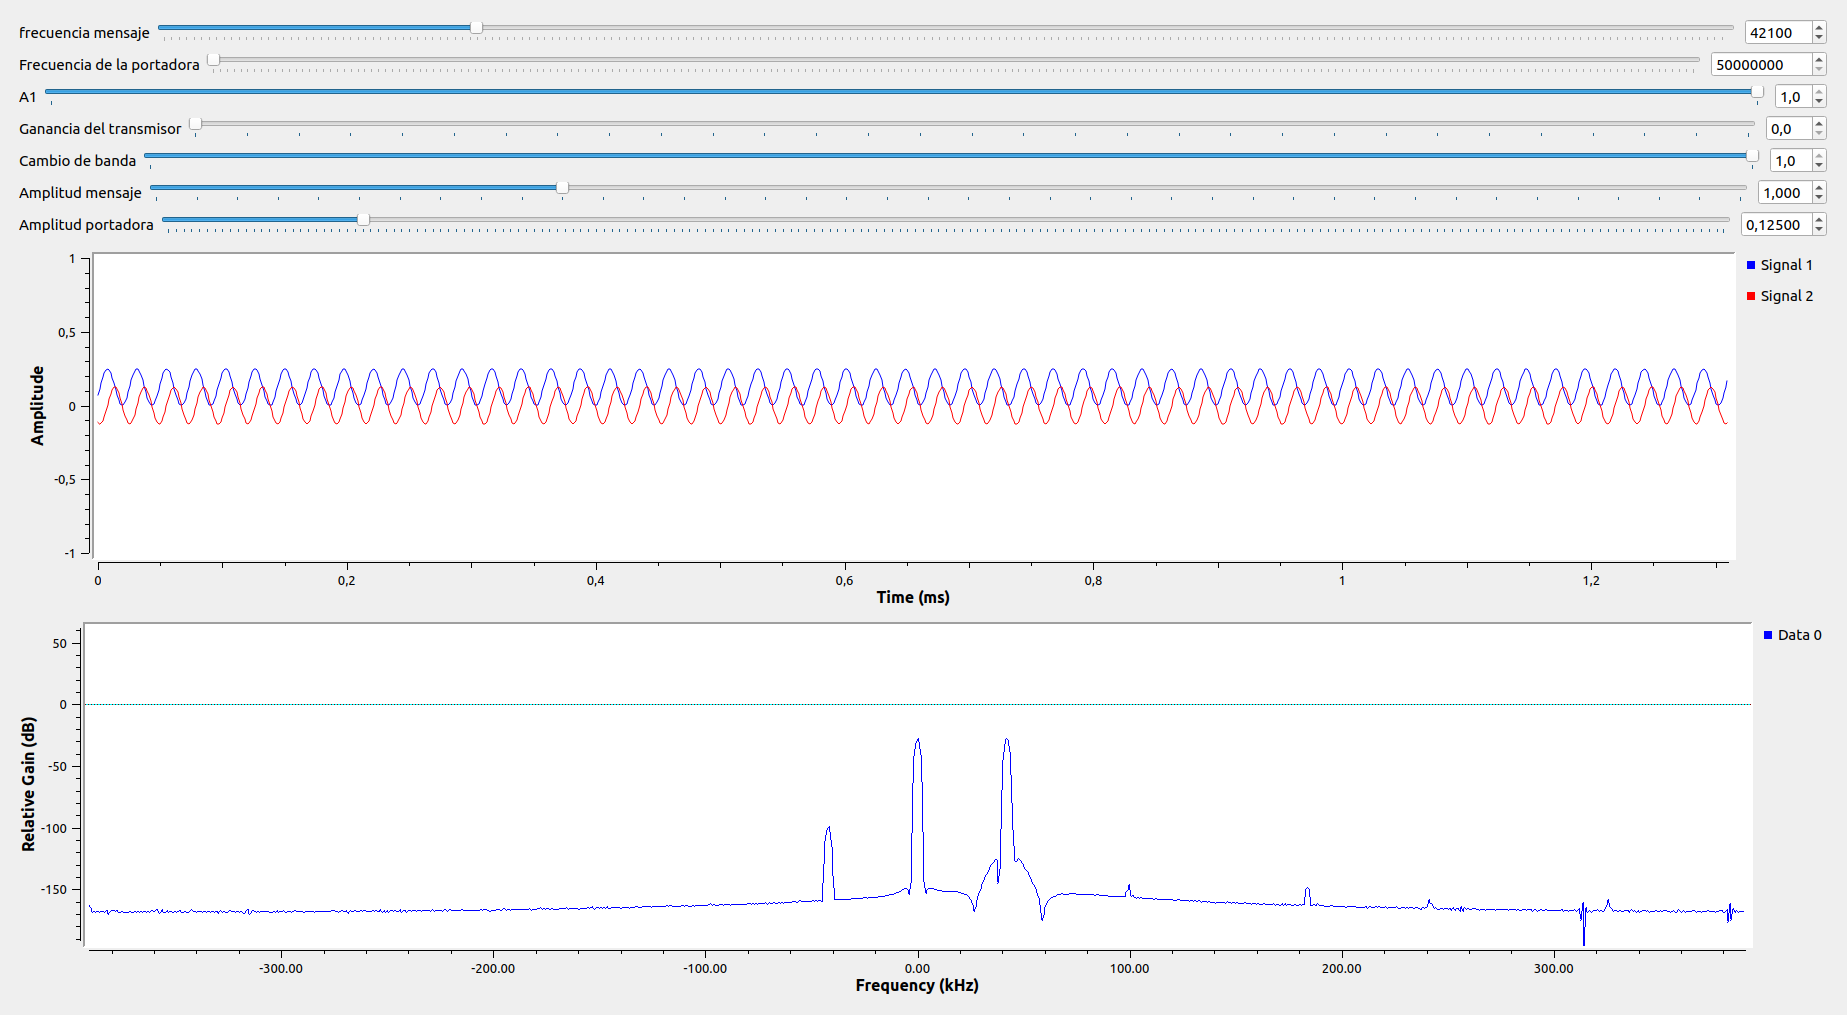 frecuencia mensaje 42100
Frecuencia de la portadora 50000000
A1 1,0
Ganancia del transmisor 0,0
Cambio de banda 1,0
Amplitud mensaje 1,000
Amplitud portadora 0,12500
1
0,5
0
-0,5
-1
Amplitude
0 0,2 0,4 0,6 0,8 1 1,2
Time (ms)
Signal 1
Signal 2
50
0
-50
-100
-150
Relative Gain (dB)
-300.00 -200.00 -100.00 0.00 100.00 200.00 300.00
Frequency (kHz)
Data 0